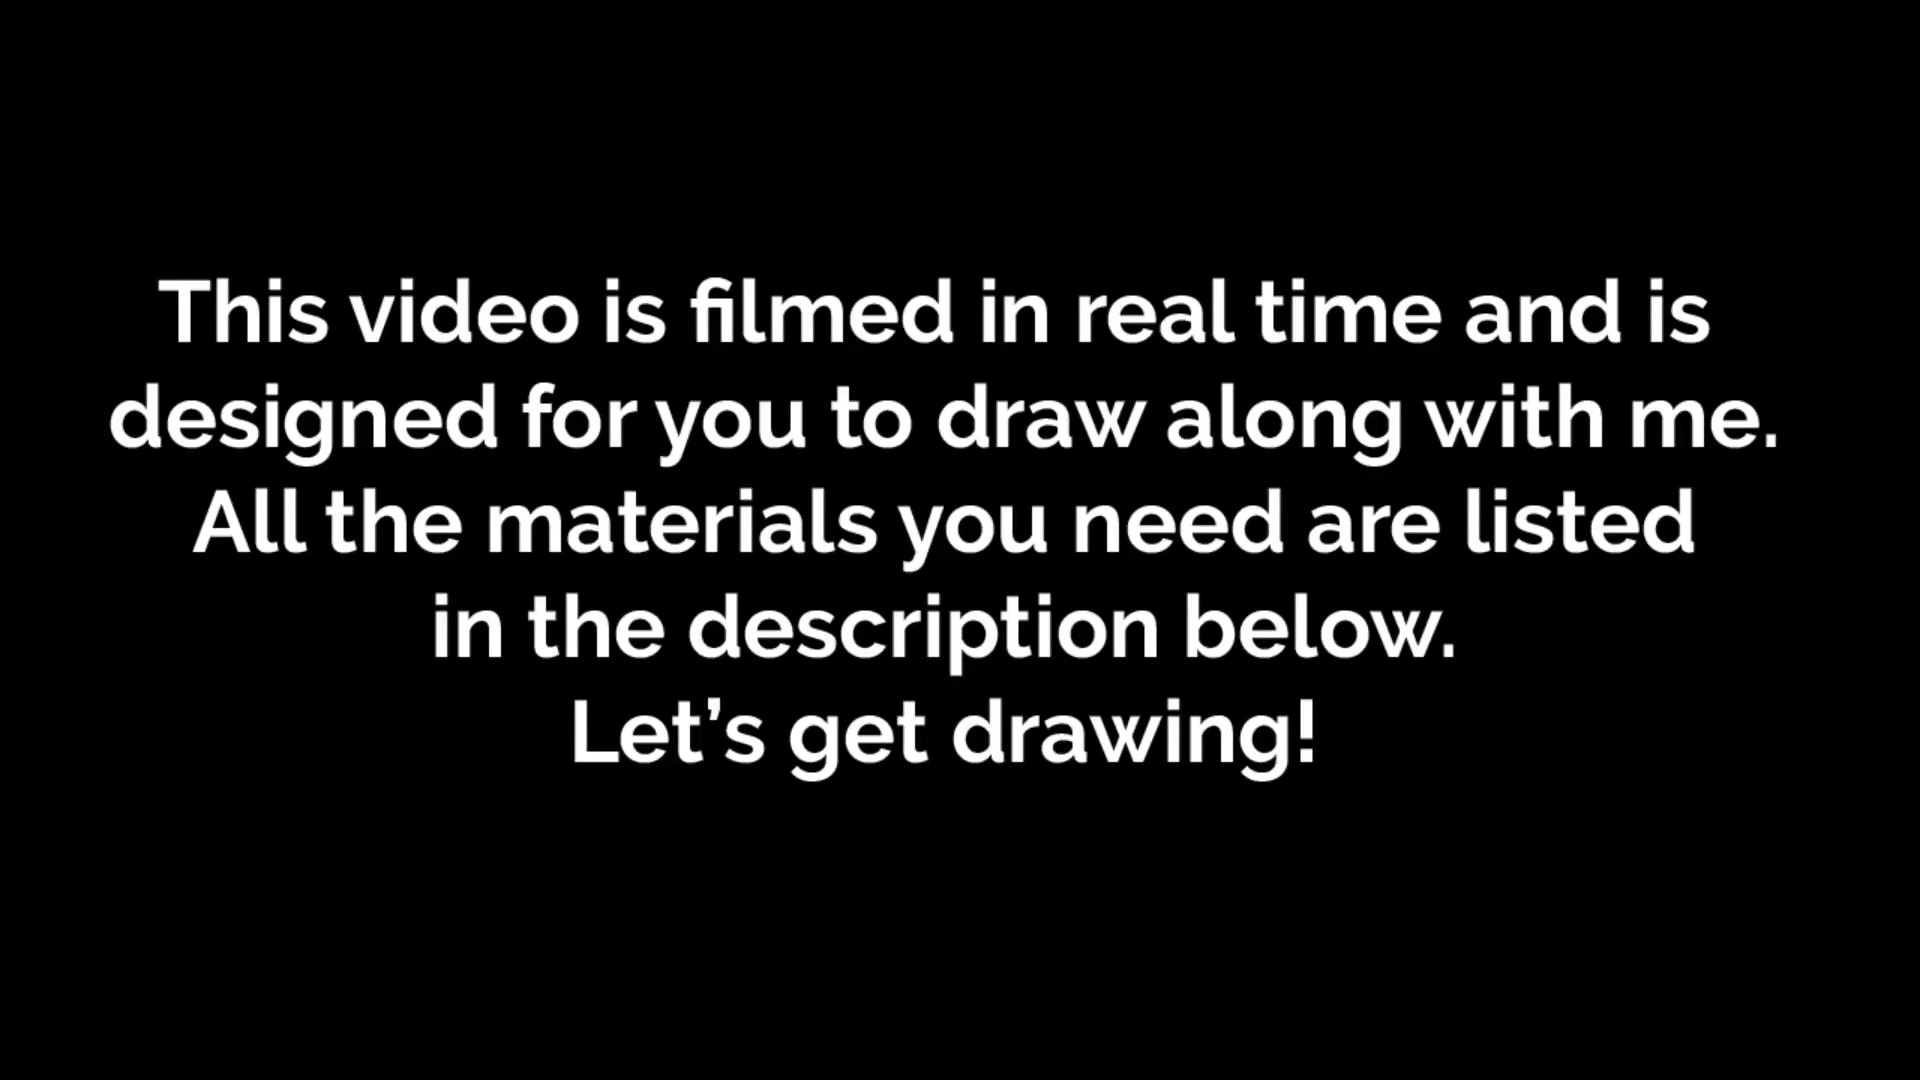 This video is filmed in real time and is
designed for you to draw along with me.
All the materials you need are listed
in the description below.
Let’s get drawing!